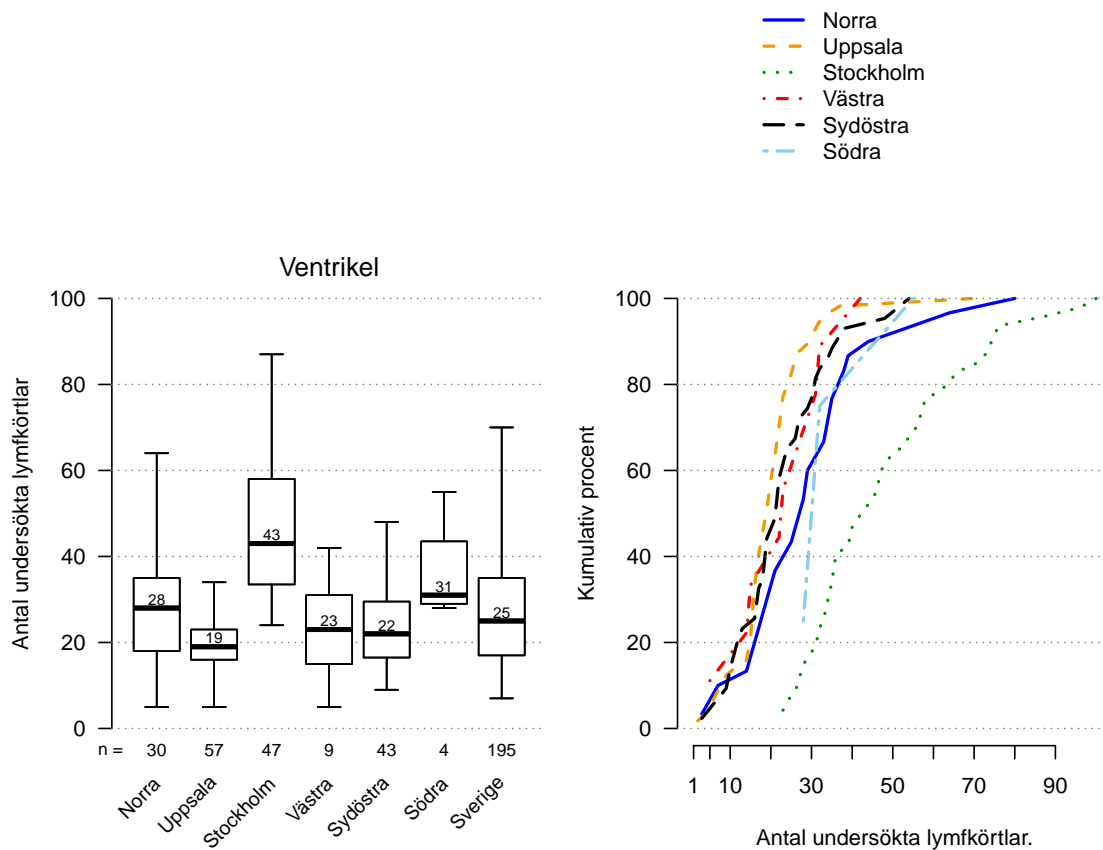 Norra
Uppsala
Stockholm
Västra
Sydöstra
Södra
Ventrikel
Antal undersökta lymfkörtlar
100
80
60
40
20
0
28
19
43
23
22
31
25
n = 30 57 47 9 43 4 195
Norra Uppsala Stockholm Västra Sydöstra Södra Sverige
Kumulativ procent
100
80
60
40
20
0
1 10 30 50 70 90
Antal undersökta lymfkörtlar.